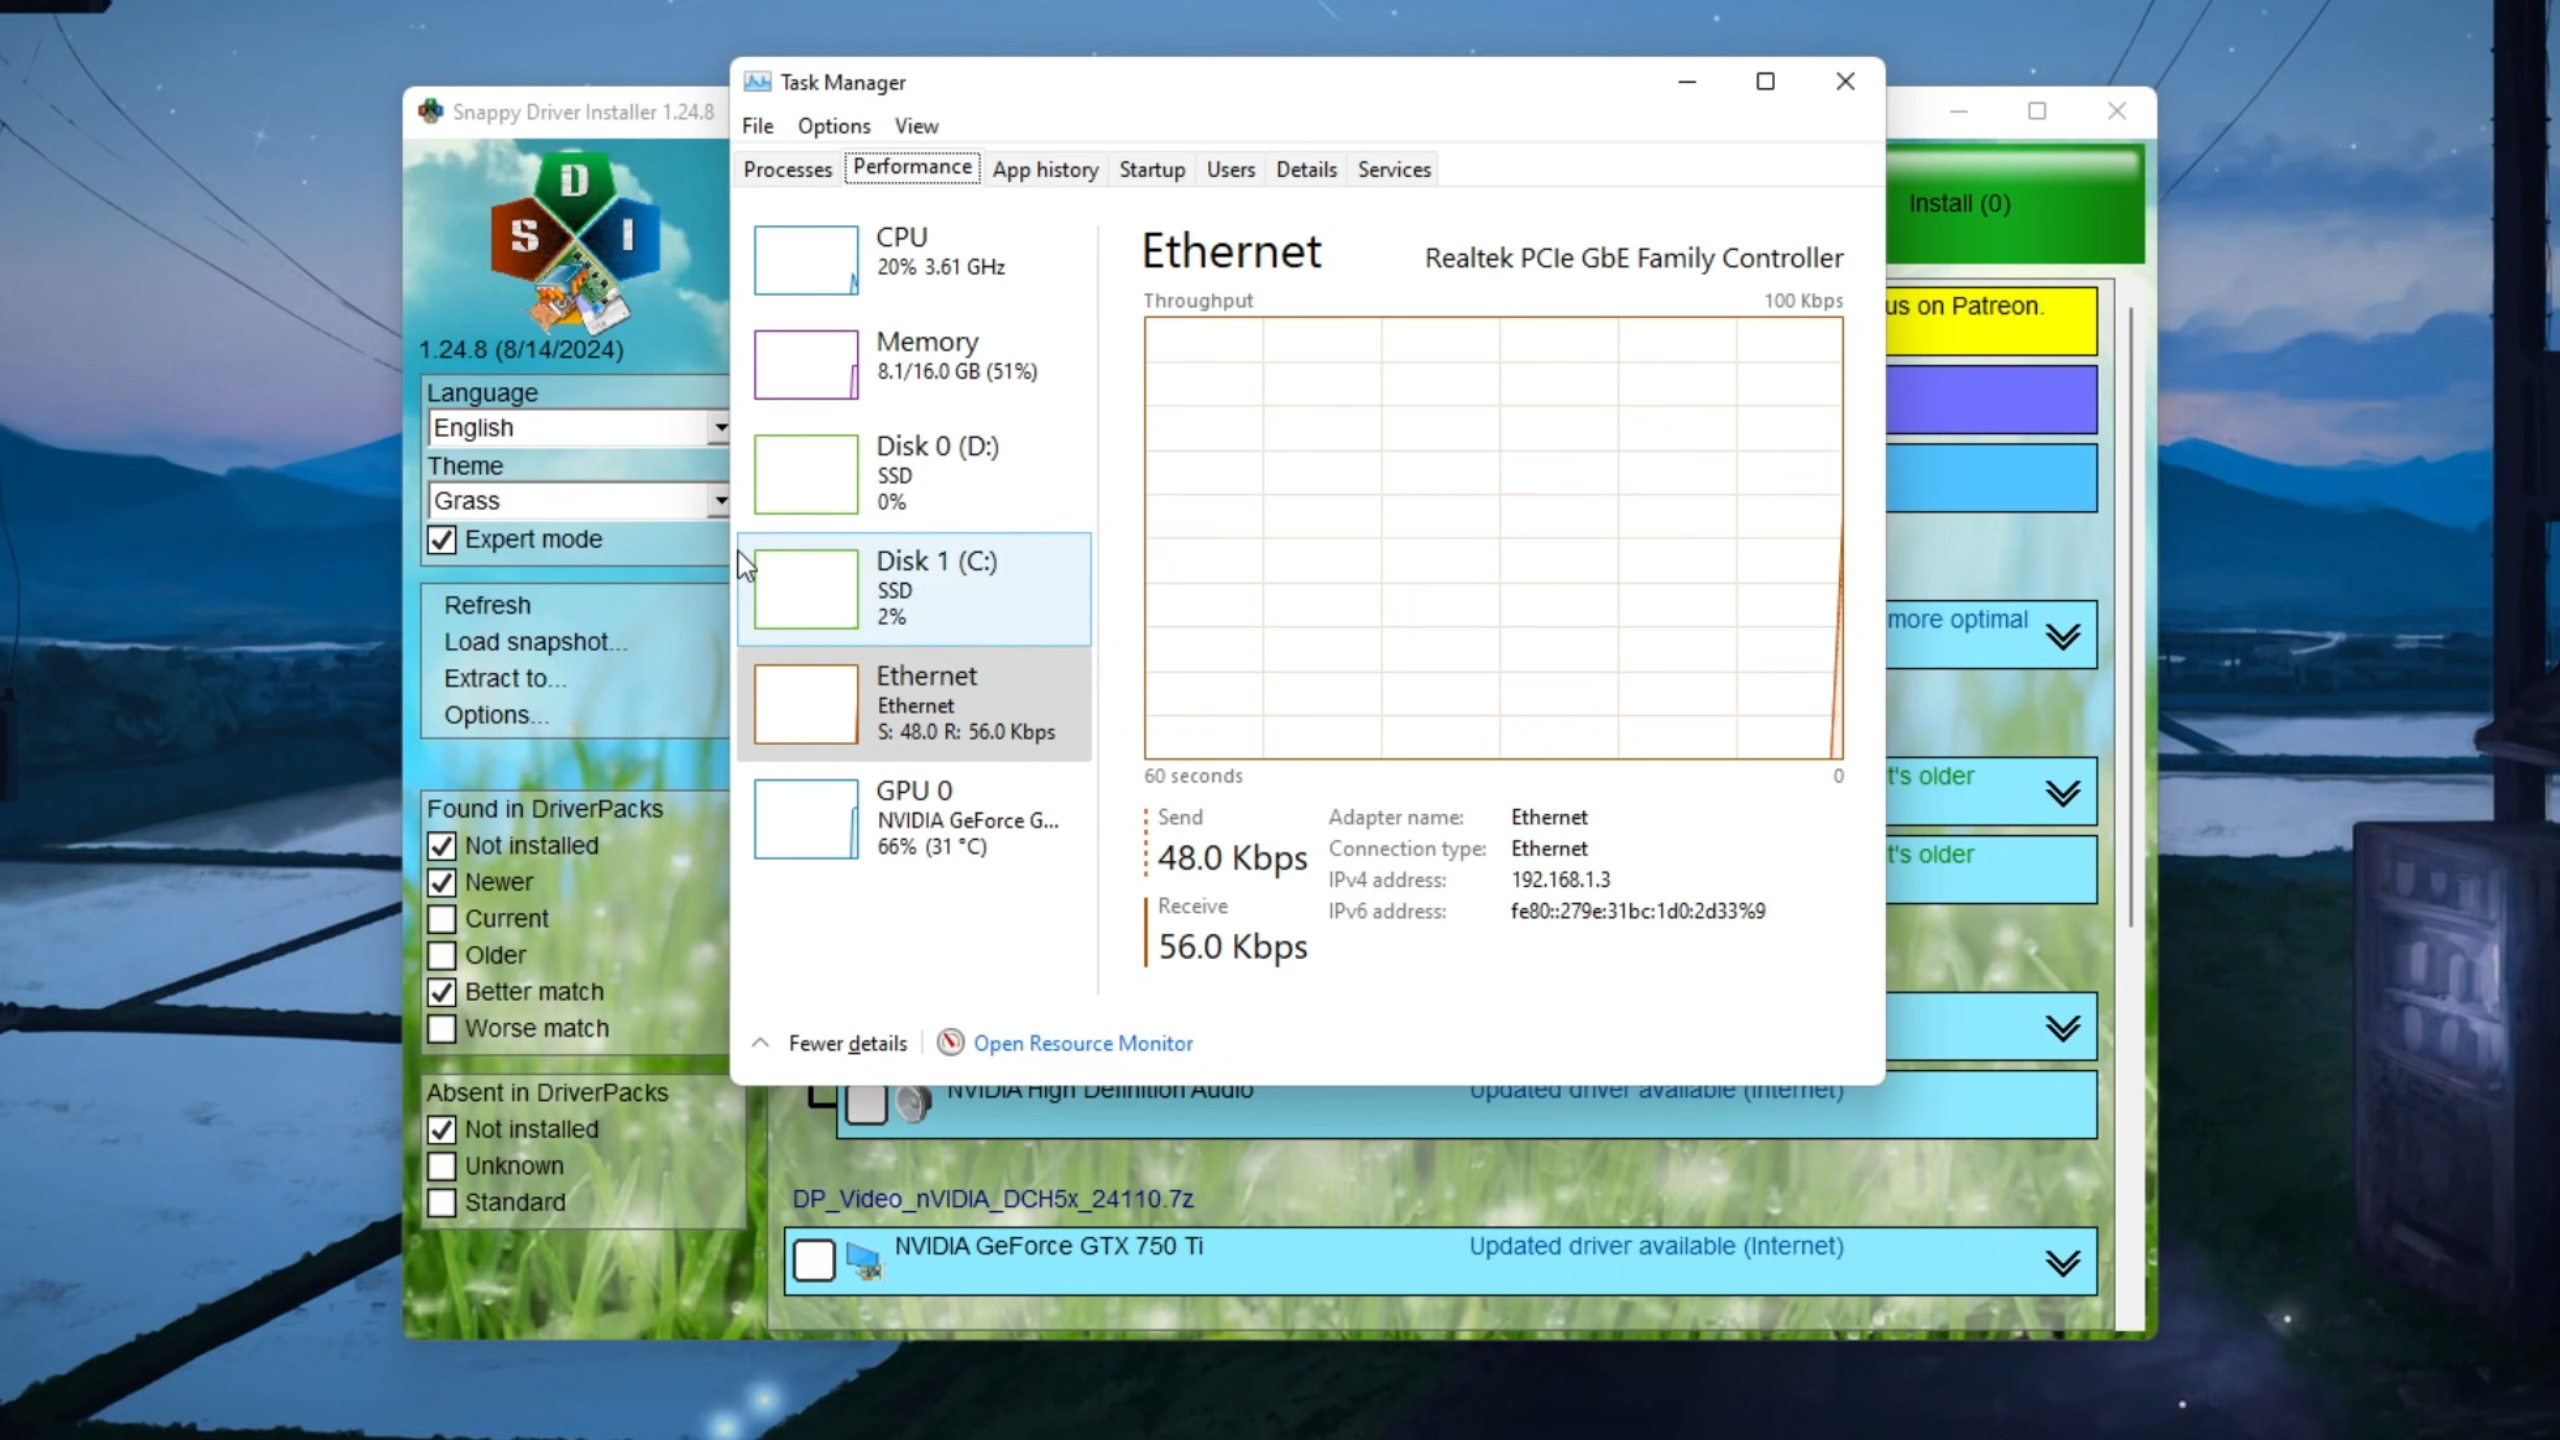 Snappy Driver Installer 1.24.8
S D I
1.24.8 (8/14/2024)
Language
English
Theme
Grass
Expert mode
Refresh
Load snapshot...
Extract to...
Options...
Found in DriverPacks
Not installed
Newer
Current
Older
Better match
Worse match
Absent in DriverPacks
Not installed
Unknown
Standard
Task Manager
File Options View
Processes Performance App history Startup Users Details Services
CPU
20% 3.61 GHz
Memory
8.1/16.0 GB (51%)
Disk 0 (D:)
SSD
0%
Disk 1 (C:)
SSD
2%
Ethernet
Ethernet
S: 48.0 R: 56.0 Kbps
GPU 0
NVIDIA GeForce G...
66% (31 °C)
Ethernet Realtek PCIe GbE Family Controller
Throughput 100 Kbps
60 seconds 0
Send
48.0 Kbps
Receive
56.0 Kbps
Adapter name: Ethernet
Connection type: Ethernet
IPv4 address: 192.168.1.3
IPv6 address: fe80::279e:31bc:1d0:2d33%9
Fewer details Open Resource Monitor
Install (0)
us on Patreon.
more optimal
t's older
t's older
NVIDIA High Definition Audio Updated driver available (Internet)
DP_Video_nVIDIA_DCH5x_24110.7z
NVIDIA GeForce GTX 750 Ti Updated driver available (Internet)